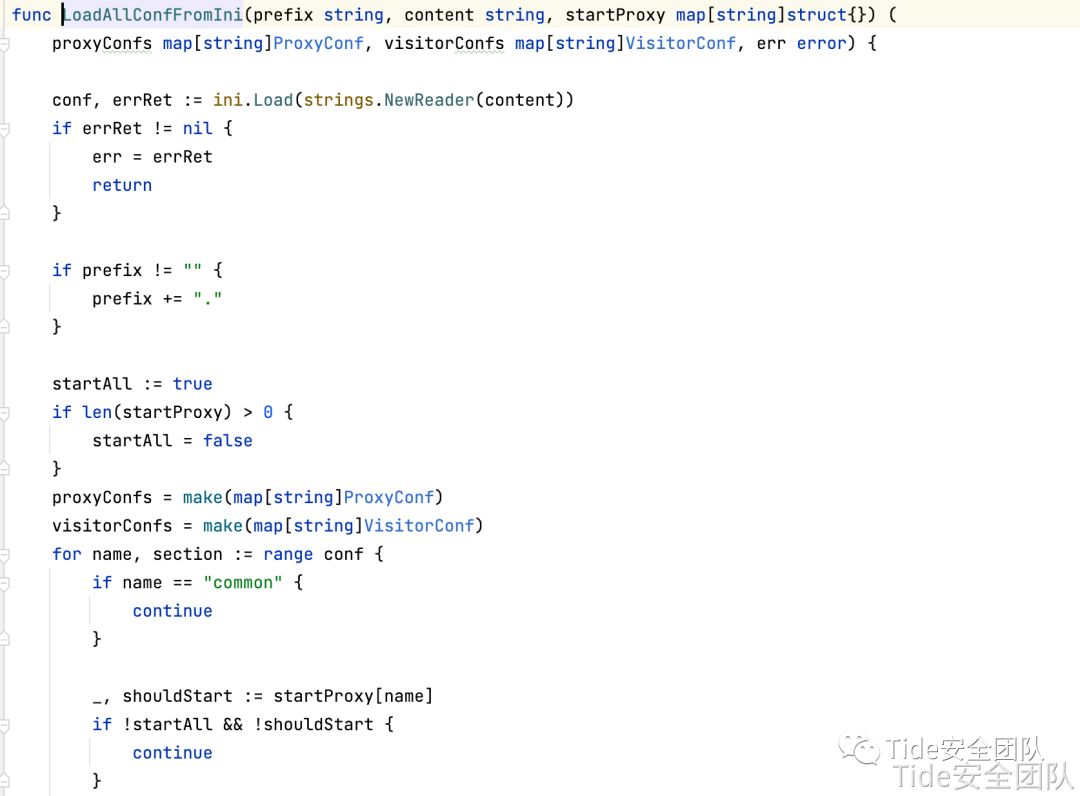 func LoadAllConfFromIni(prefix string, content string, startProxy map[string]struct{}) (
    proxyConfs map[string]ProxyConf, visitorConfs map[string]VisitorConf, err error) {

    conf, errRet := ini.Load(strings.NewReader(content))
    if errRet != nil {
        err = errRet
        return
    }

    if prefix != "" {
        prefix += "."
    }

    startAll := true
    if len(startProxy) > 0 {
        startAll = false
    }
    proxyConfs = make(map[string]ProxyConf)
    visitorConfs = make(map[string]VisitorConf)
    for name, section := range conf {
        if name == "common" {
            continue
        }

        _, shouldStart := startProxy[name]
        if !startAll && !shouldStart {
            continue
        }
Tide安全团队
Tide安全团队